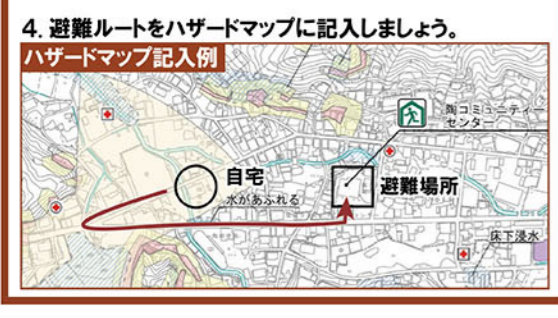 4. 避難ルートをハザードマップに記入しましょう。
ハザードマップ記入例
陶コミュニティー
センター
自宅
水があふれる
避難場所
床下浸水